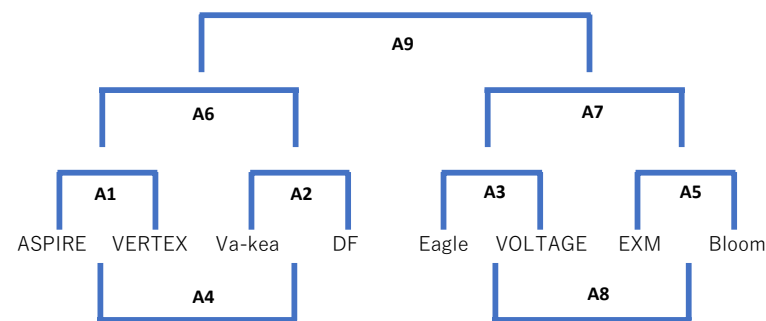 A9
A6
A7
A1
A2
A3
A5
ASPIRE
VERTEX
Va-kea
DF
Eagle
VOLTAGE
EXM
Bloom
A4
A8